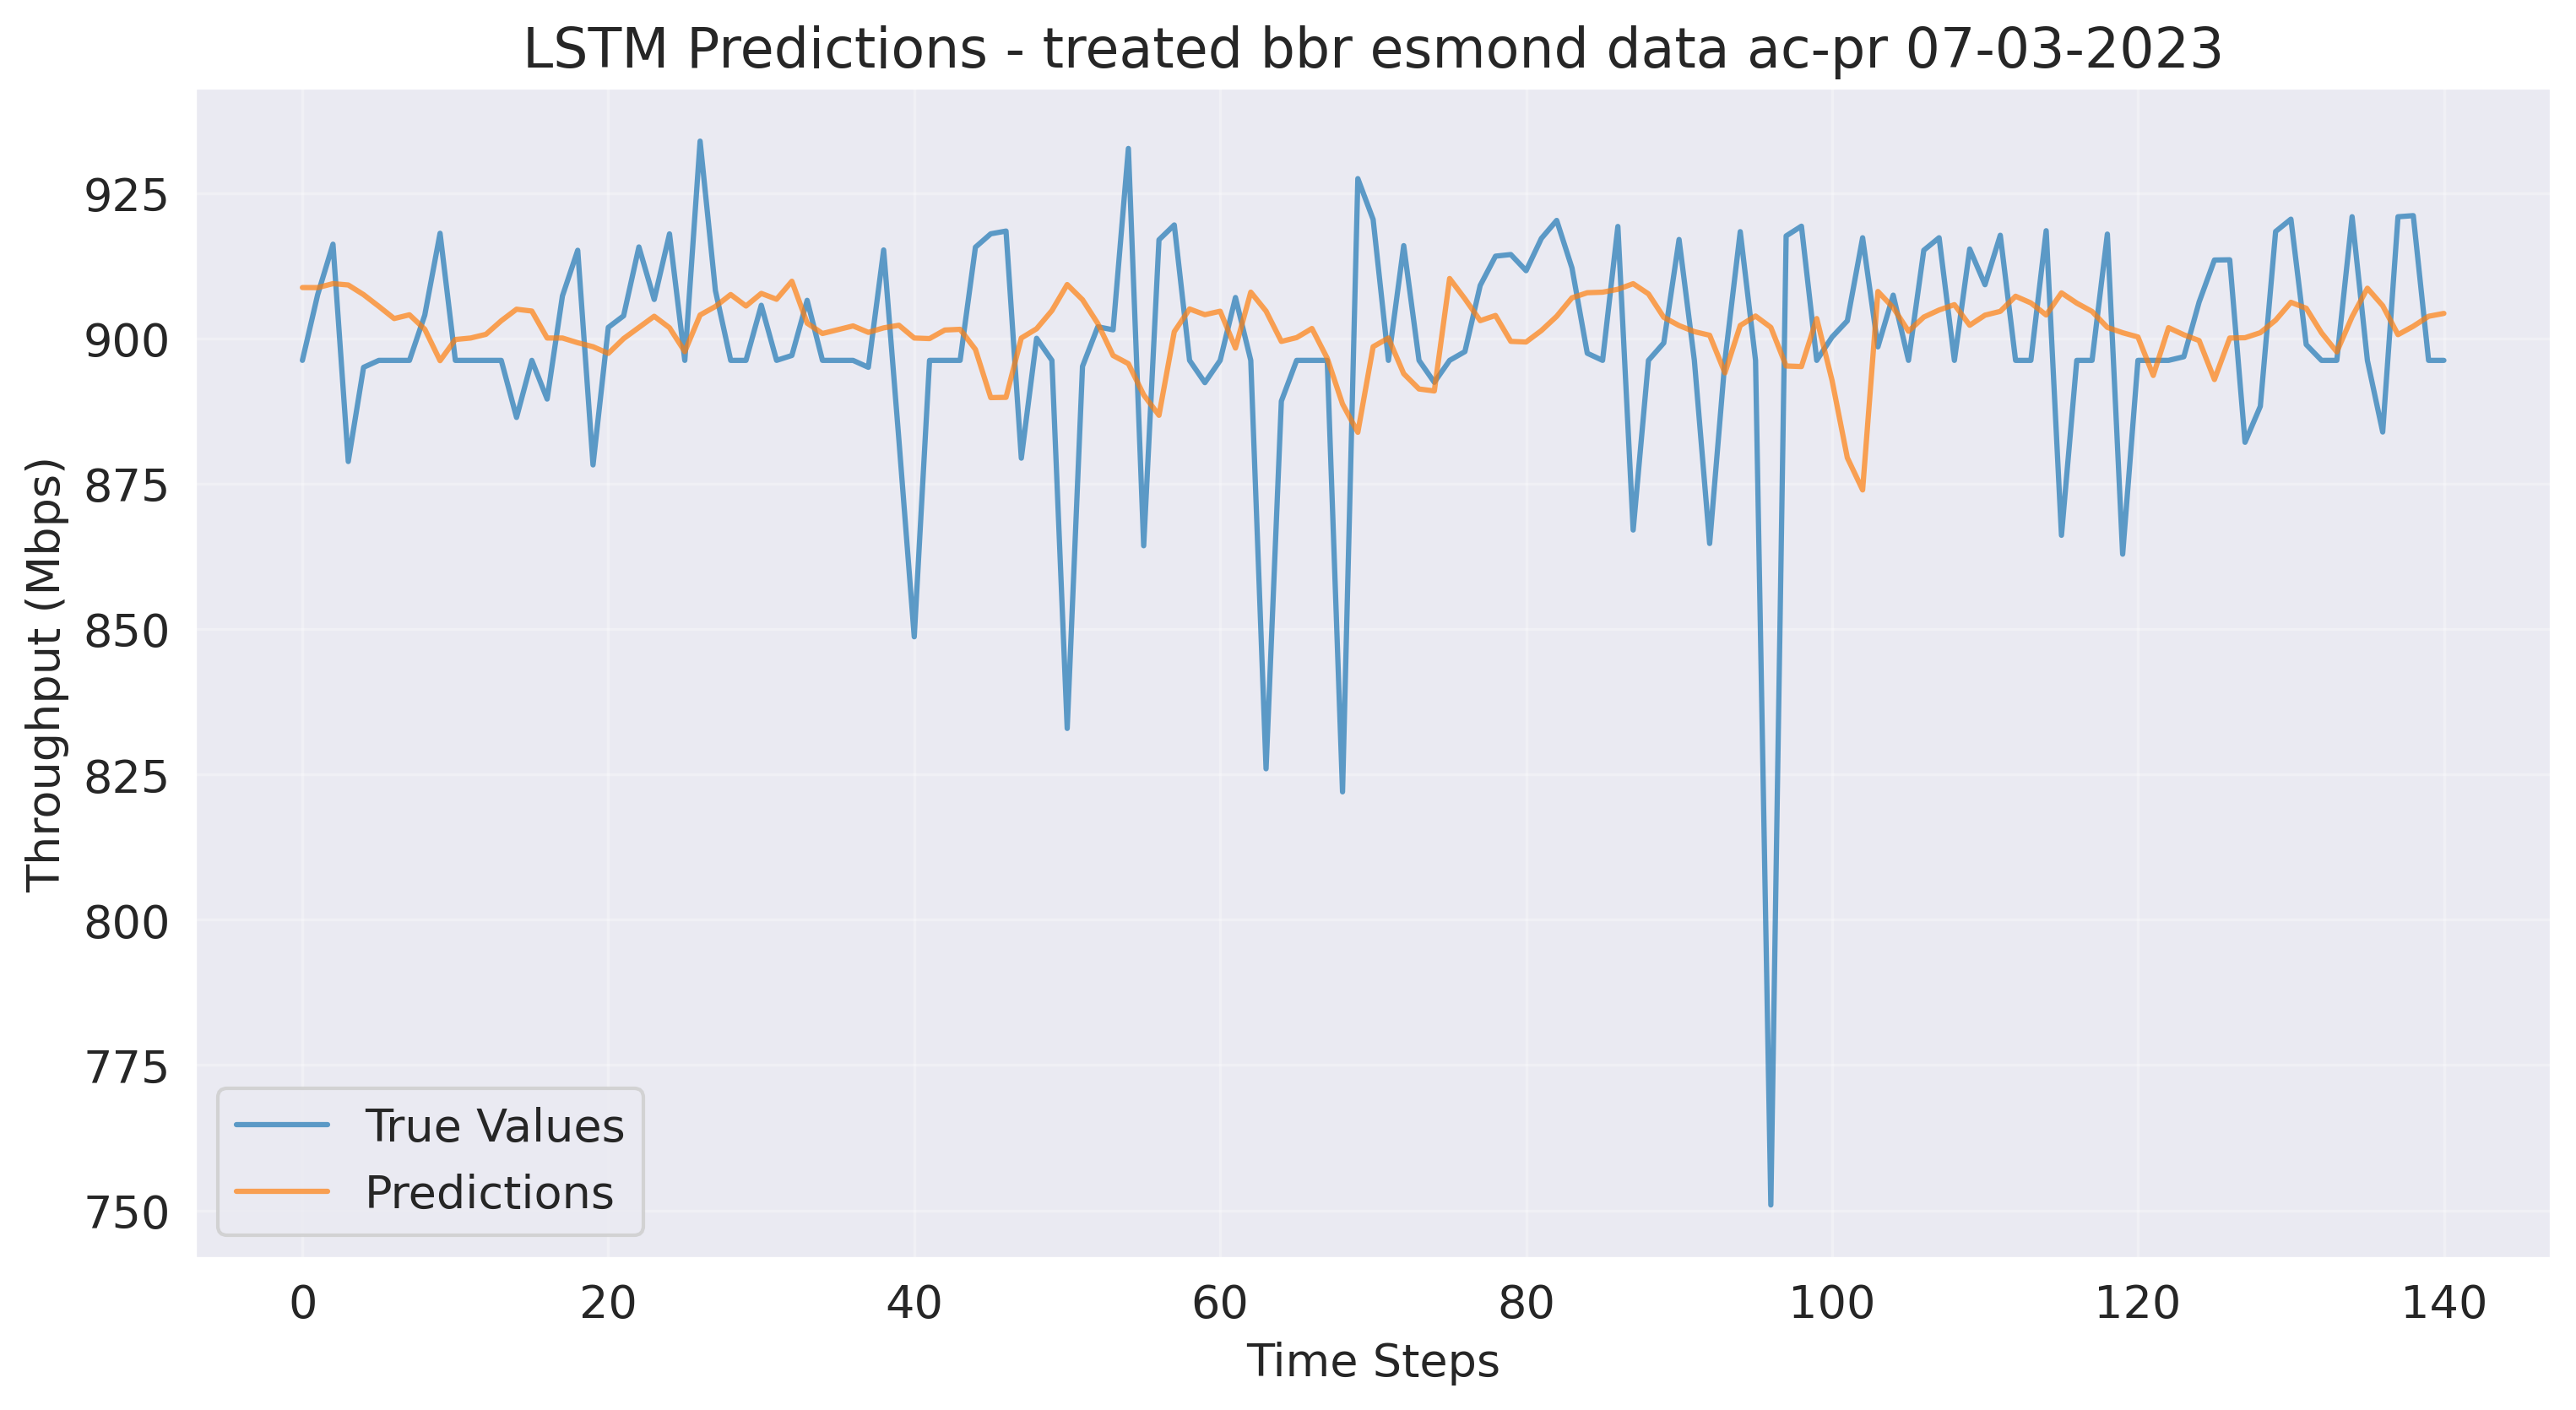 LSTM Predictions - treated bbr esmond data ac-pr 07-03-2023
Throughput (Mbps)
925
900
875
850
825
800
775
750
True Values
Predictions
0 20 40 60 80 100 120 140
Time Steps